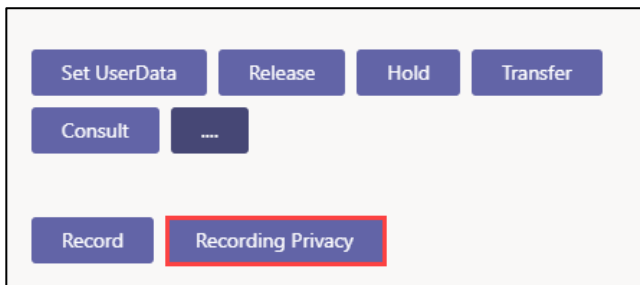 Set UserData Release Hold Transfer
Consult ....
Record Recording Privacy